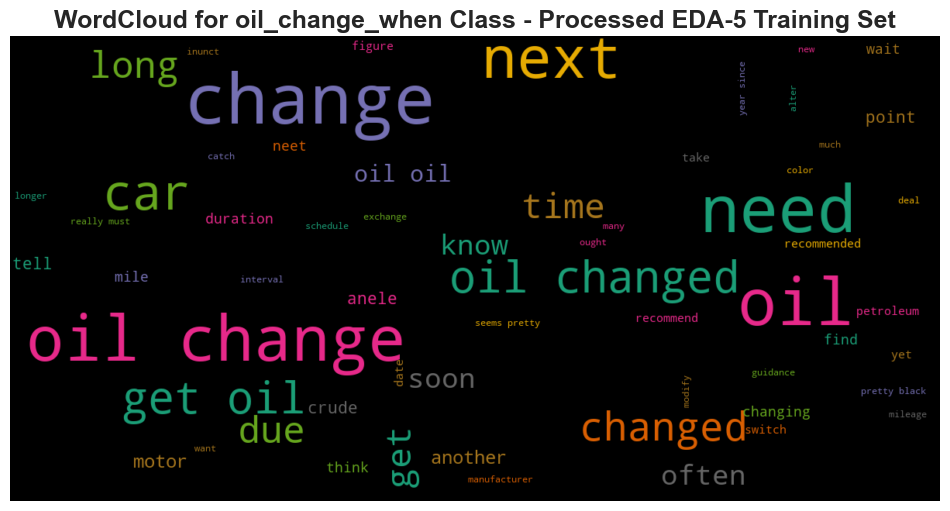 WordCloud for oil_change_when Class - Processed EDA-5 Training Set
long
inunct
figure
next
new
wait
change
year since
alter
point
neet
catch
oil oil
take
much
color
longer
car
really must
duration
schedule
exchange
time
many
need
deal
tell
mile
interval
know
ought
recommended
oil changed
anele
oil
seems pretty
recommend
petroleum
find
oil change
date
soon
yet
get oil
crude
guidance
modify
pretty black
due
changing
mileage
changed
switch
motor
want
think
get
another
manufacturer
often